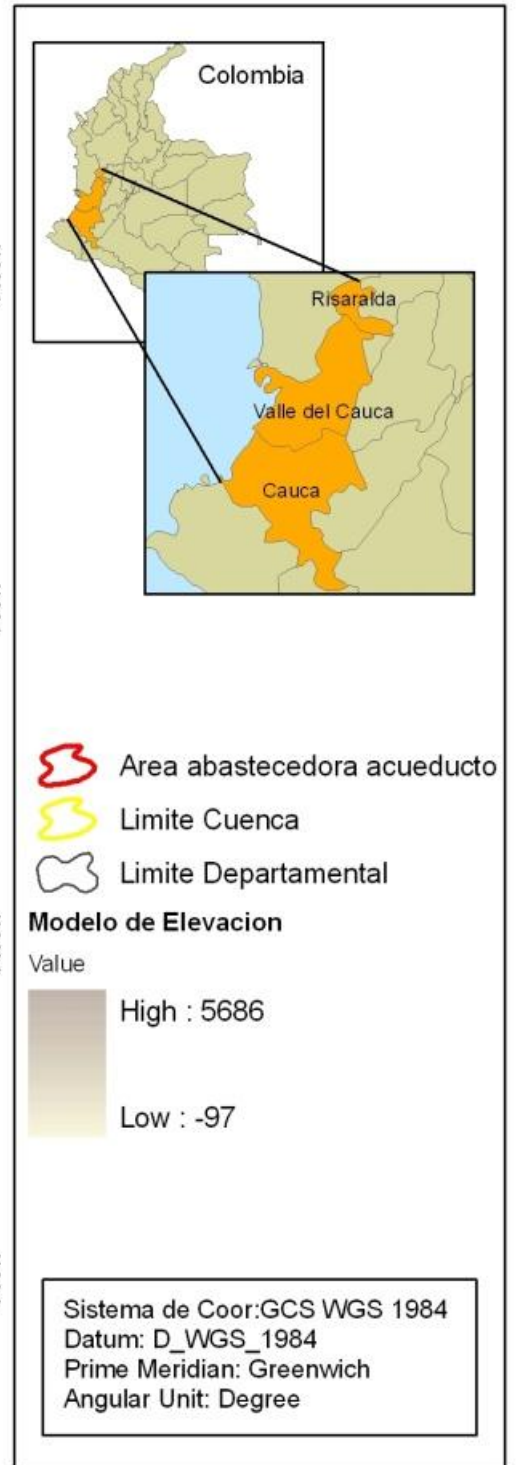 Colombia
Risaralda
Valle del Cauca
Cauca
Area abastecedora acueducto
Limite Cuenca
Limite Departamental
Modelo de Elevacion
Value
High : 5686
Low : -97
Sistema de Coor:GCS WGS 1984
Datum: D_WGS_1984
Prime Meridian: Greenwich
Angular Unit: Degree